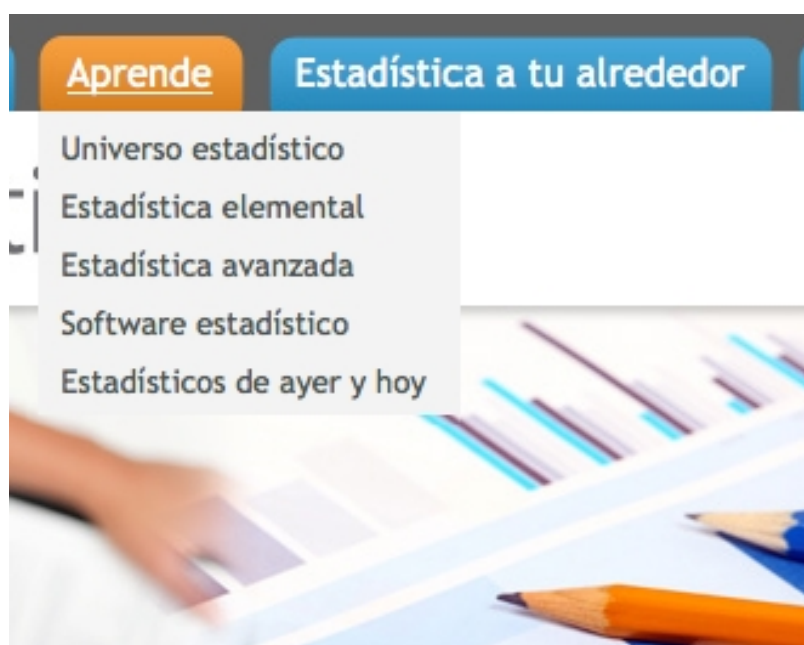 Aprende
Estadística a tu alrededor
Universo estadístico
Estadística elemental
Estadística avanzada
Software estadístico
Estadísticos de ayer y hoy